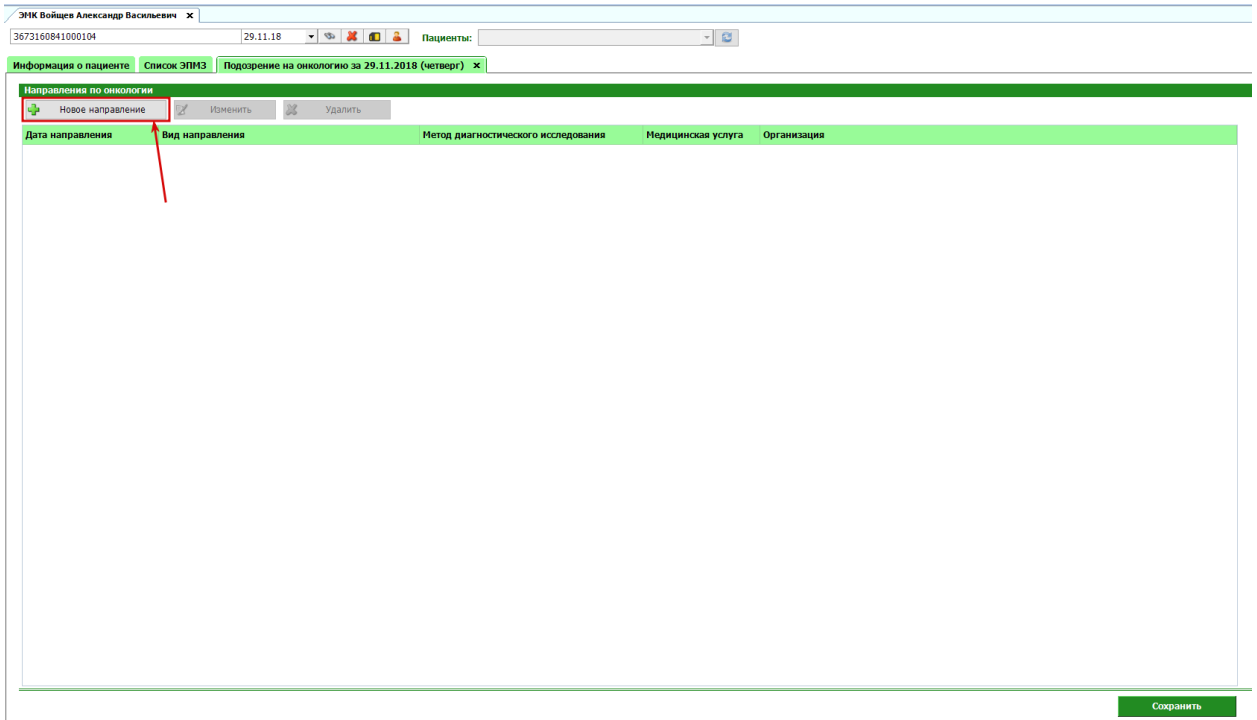 ЭМК Войщев Александр Васильевич x
3673160841000104 29.11.18 Пациенты:
Информация о пациенте Список ЭПМЗ Подозрение на онкологию за 29.11.2018 (четверг) x
Направления по онкологии
Новое направление Изменить Удалить
Дата направления Вид направления Метод диагностического исследования Медицинская услуга Организация
Сохранить